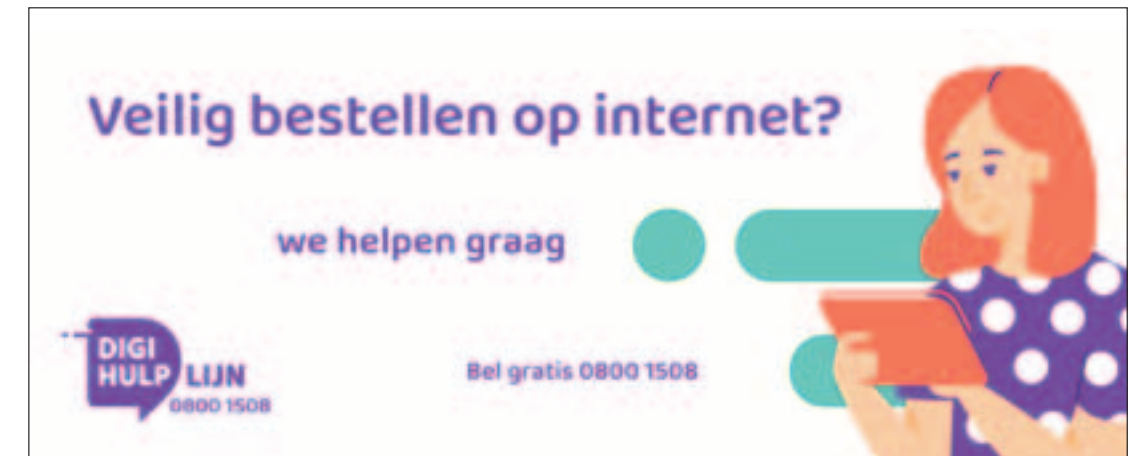 Veilig bestellen op internet?
we helpen graag
DIGI
HULP LIJN
0800 1508
Bel gratis 0800 1508